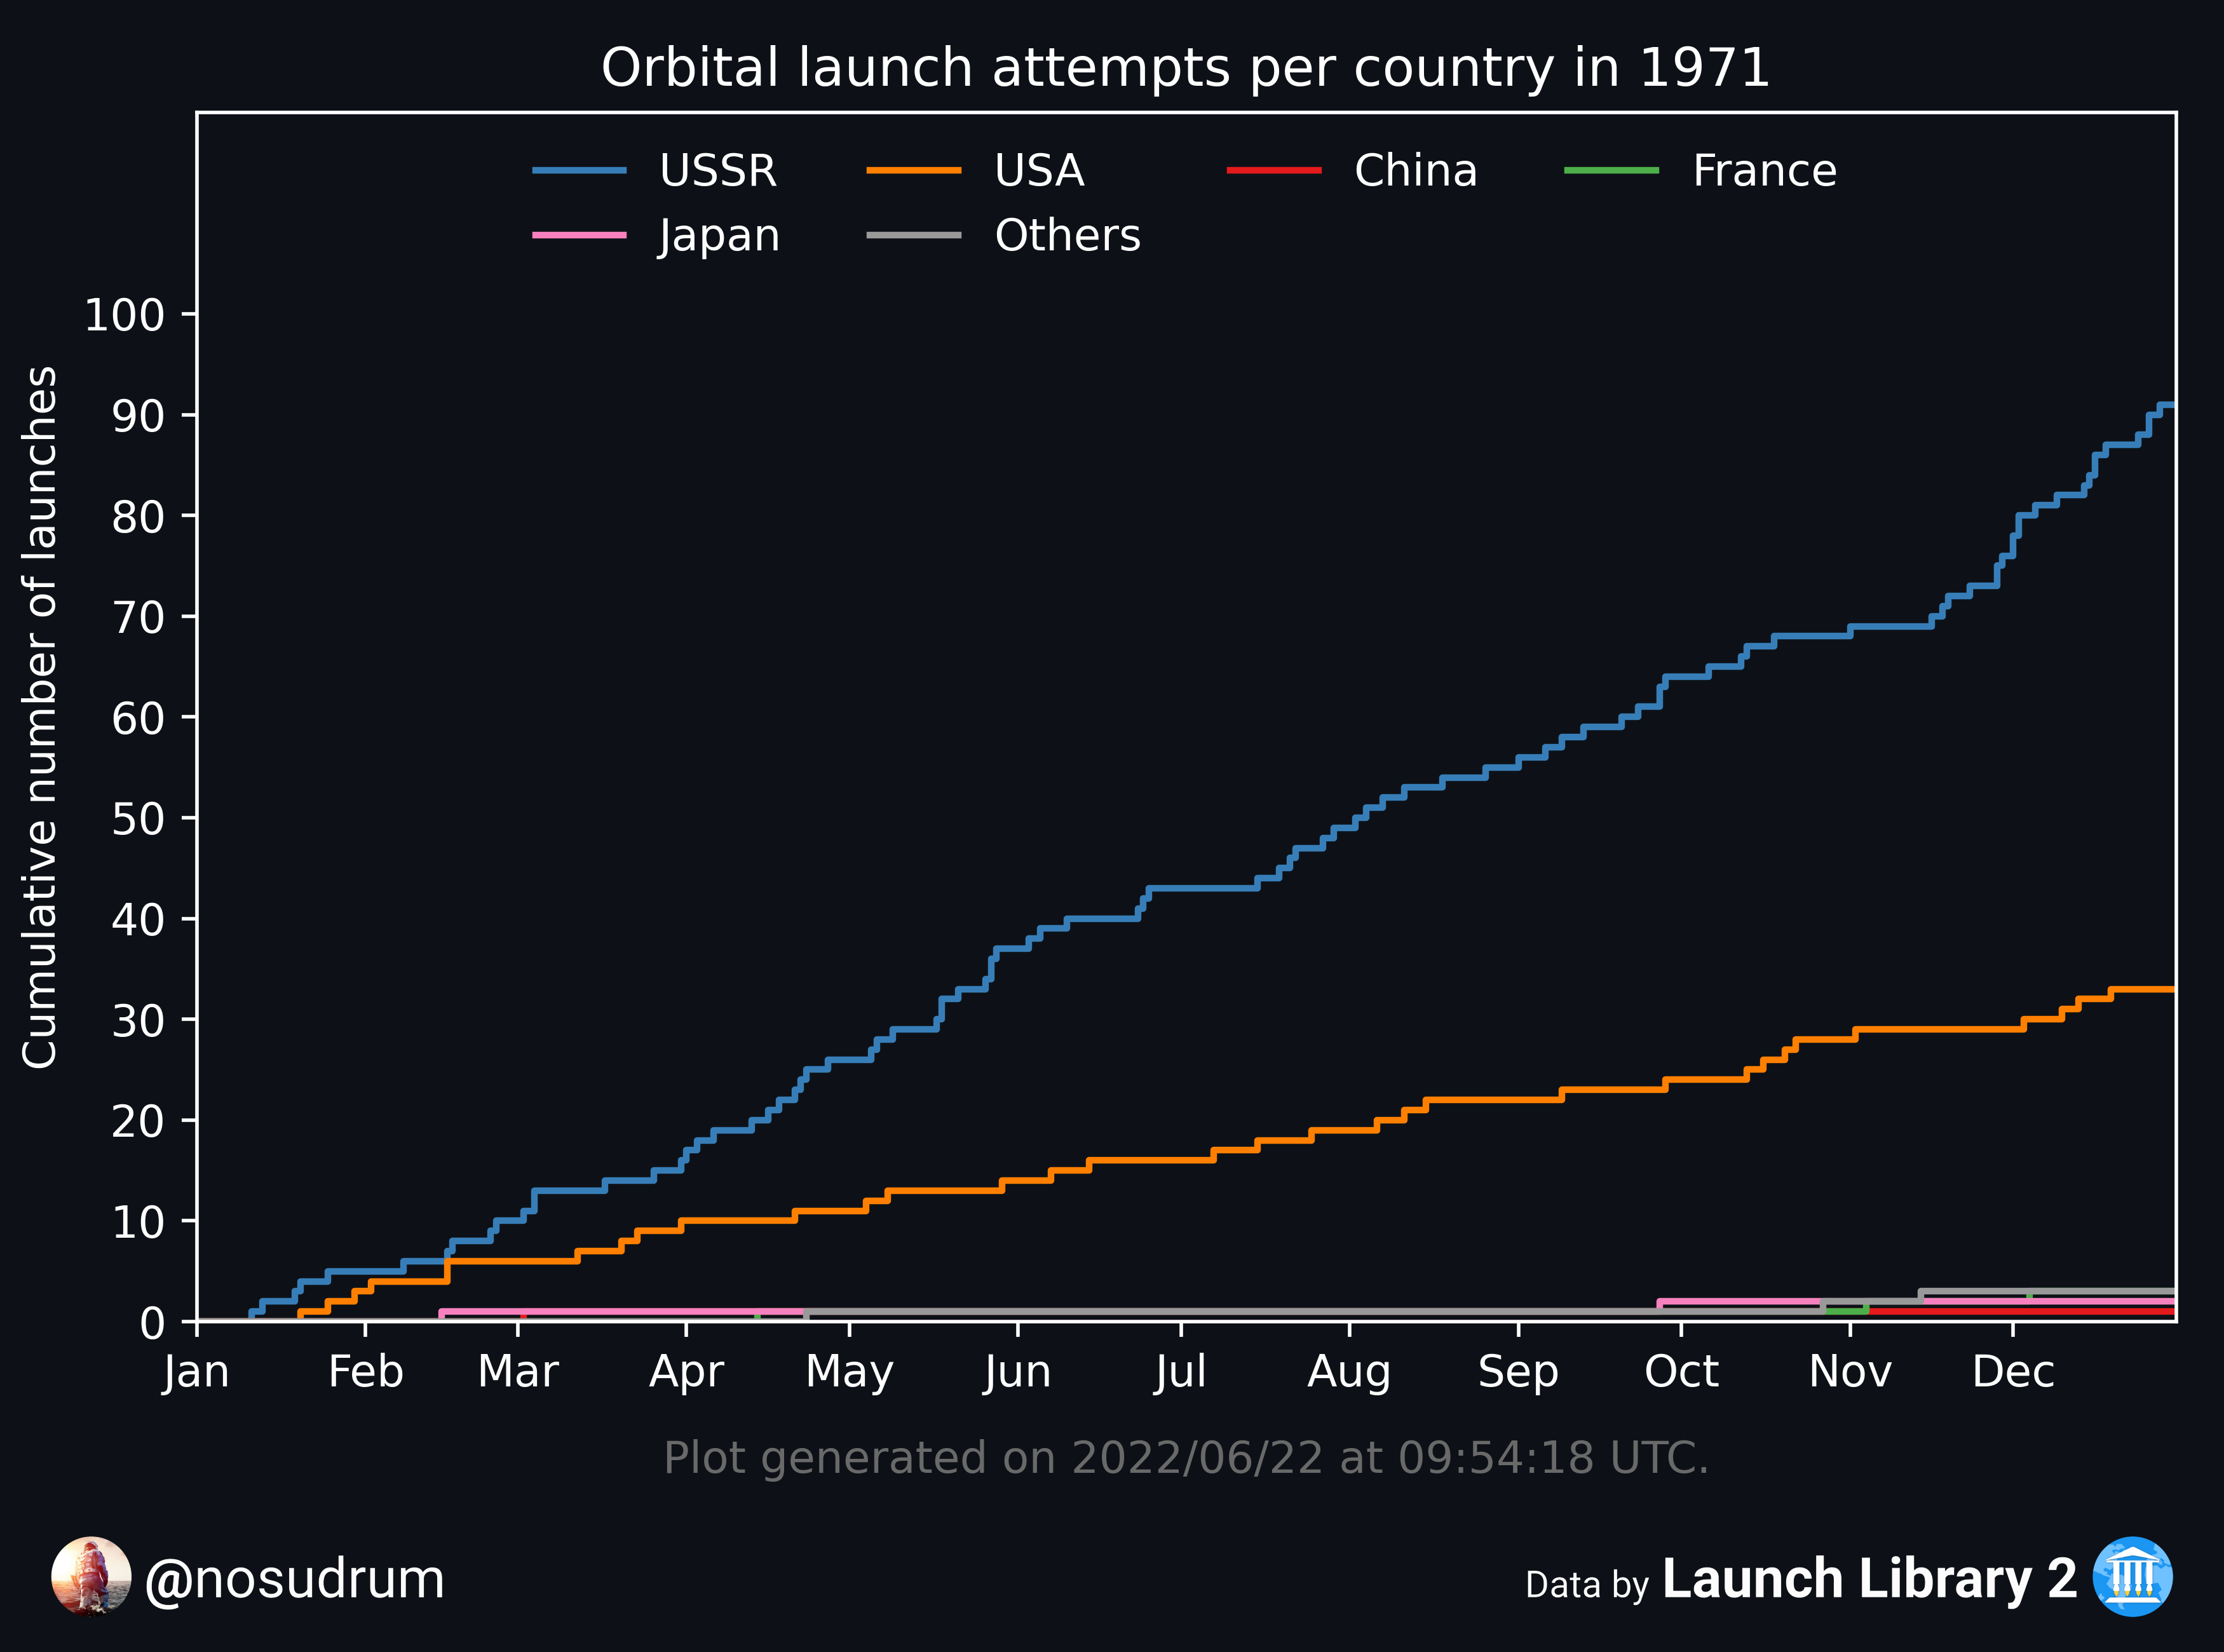 Orbital launch attempts per country in 1971
USSR USA China France
Japan Others
Cumulative number of launches
100
90
80
70
60
50
40
30
20
10
0
Jan Feb Mar Apr May Jun Jul Aug Sep Oct Nov Dec
Plot generated on 2022/06/22 at 09:54:18 UTC.
@nosudrum
Data by Launch Library 2